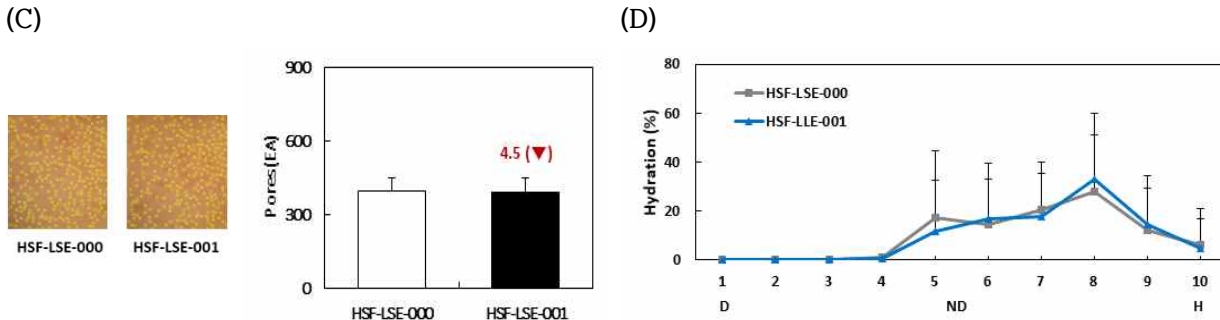 (C)
(D)
HSF-LSE-000
HSF-LSE-001
900
600
300
0
Pores(EA)
4.5 (▼)
HSF-LSE-000
HSF-LSE-001
80
60
40
20
0
Hydration (%)
HSF-LSE-000
HSF-LLE-001
1 2 3 4 5 6 7 8 9 10
D ND H